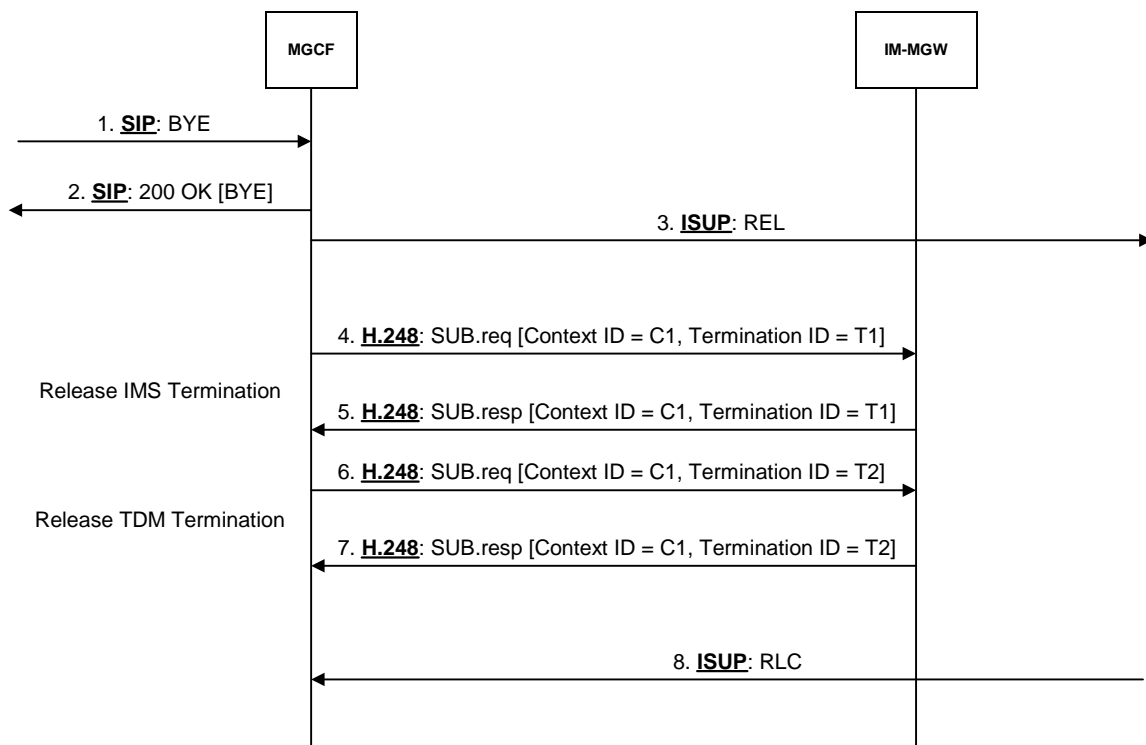 MGCF
IM-MGW
1. SIP: BYE
2. SIP: 200 OK [BYE]
3. ISUP: REL
4. H.248: SUB.req [Context ID = C1, Termination ID = T1]
Release IMS Termination
5. H.248: SUB.resp [Context ID = C1, Termination ID = T1]
6. H.248: SUB.req [Context ID = C1, Termination ID = T2]
Release TDM Termination
7. H.248: SUB.resp [Context ID = C1, Termination ID = T2]
8. ISUP: RLC